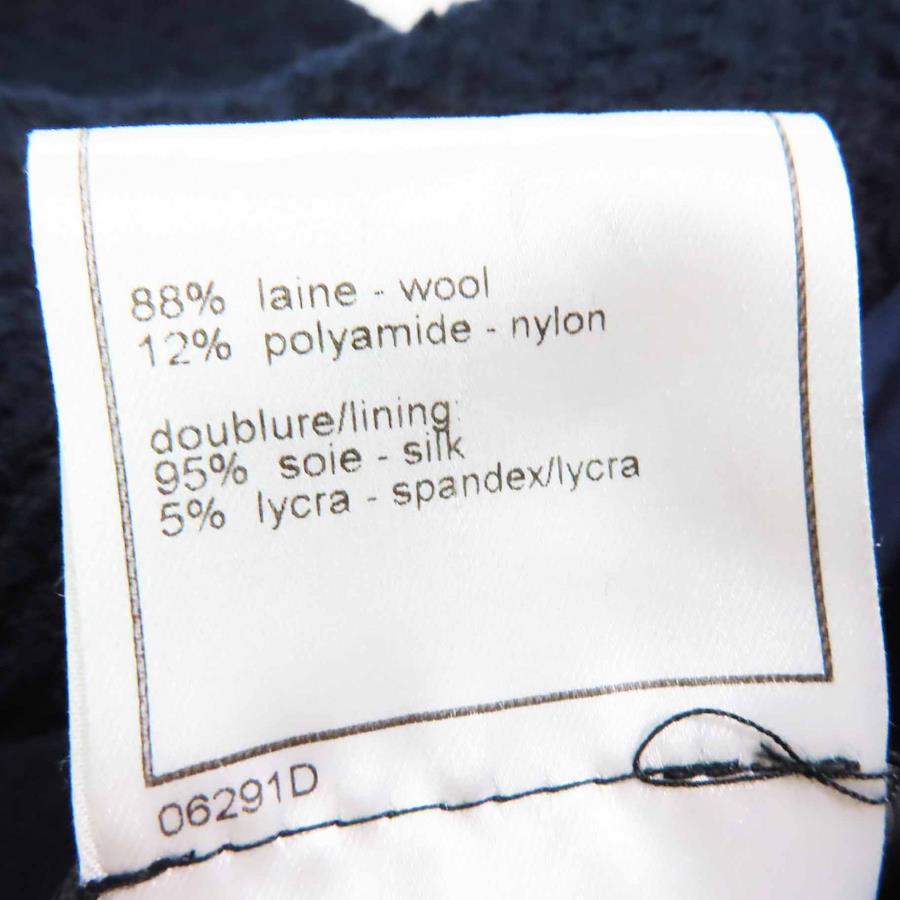 88% laine - wool
12% polyamide - nylon
doublure/lining:
95% soie - silk
5% lycra - spandex/lycra
06291D